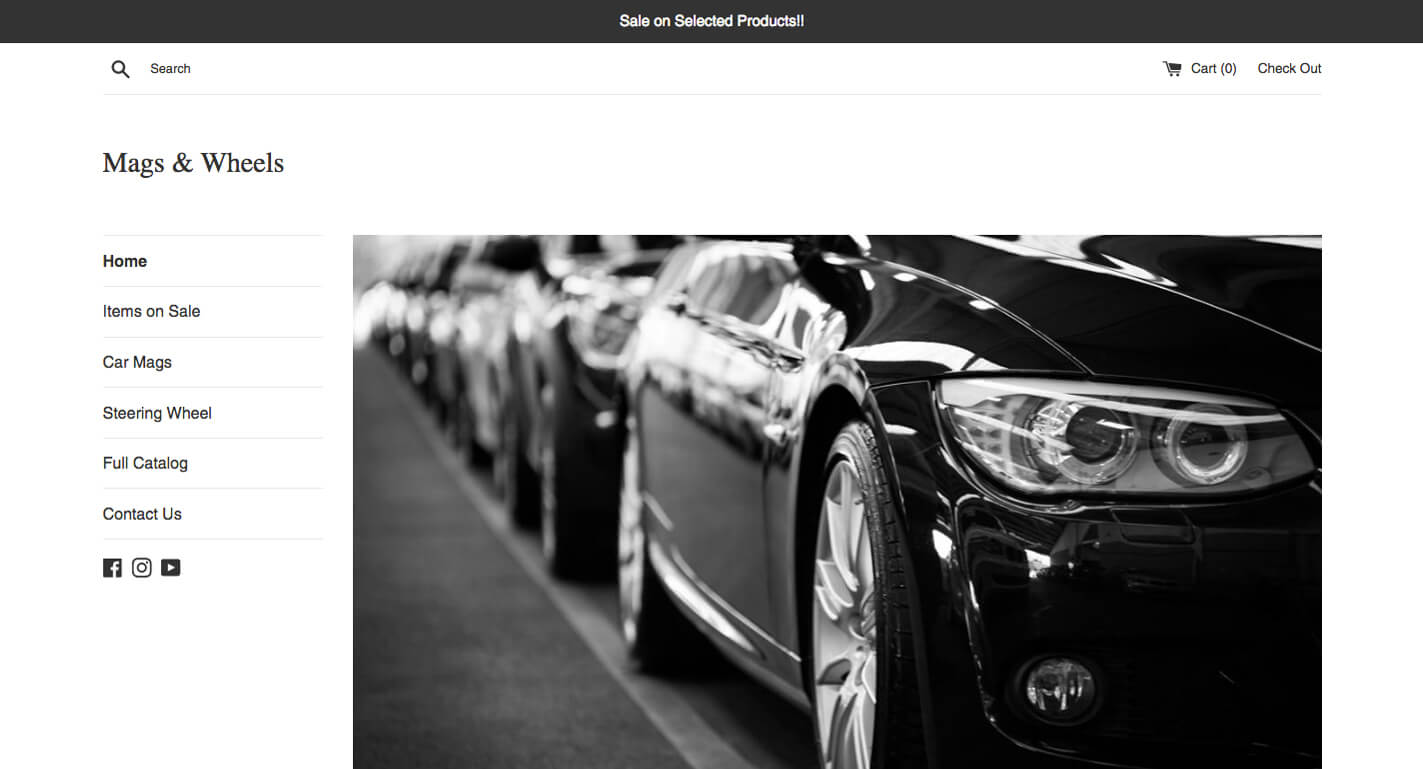 Sale on Selected Products!!
Search
Cart (0)
Check Out
Mags & Wheels
Home
Items on Sale
Car Mags
Steering Wheel
Full Catalog
Contact Us